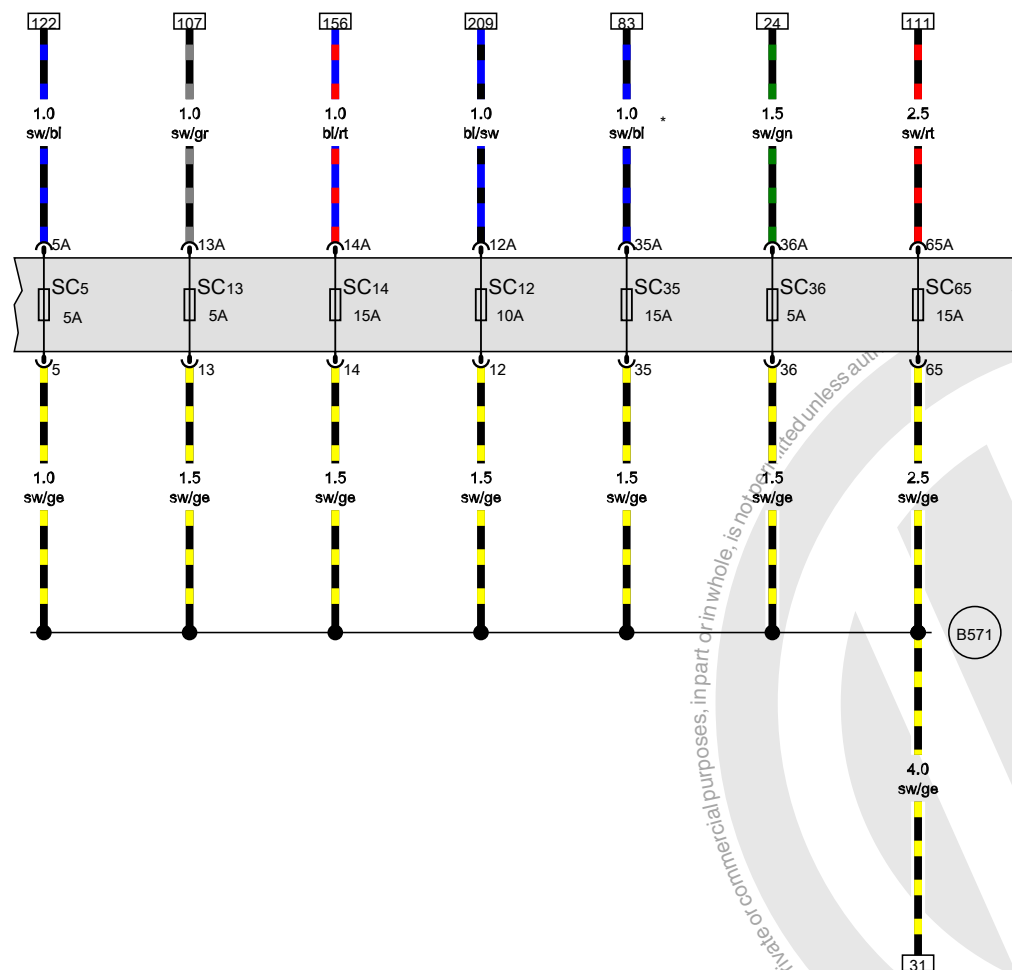 122 107 156 209 83 24 111
1.0 1.0 1.0 1.0 1.0 1.5 2.5
sw/bl sw/gr bl/rt bl/sw sw/bl * sw/gn sw/rt
5A 13A 14A 12A 35A 36A 65A
SC5 SC13 SC14 SC12 SC35 SC36 SC65
5A 5A 15A 10A 15A 5A 15A
5 13 14 12 35 36 65
1.0 1.5 1.5 1.5 1.5 1.5 2.5
sw/ge sw/ge sw/ge sw/ge sw/ge sw/ge sw/ge
B571
4.0
sw/ge
31
or commercial purposes, in part or in whole, is not permitted unless